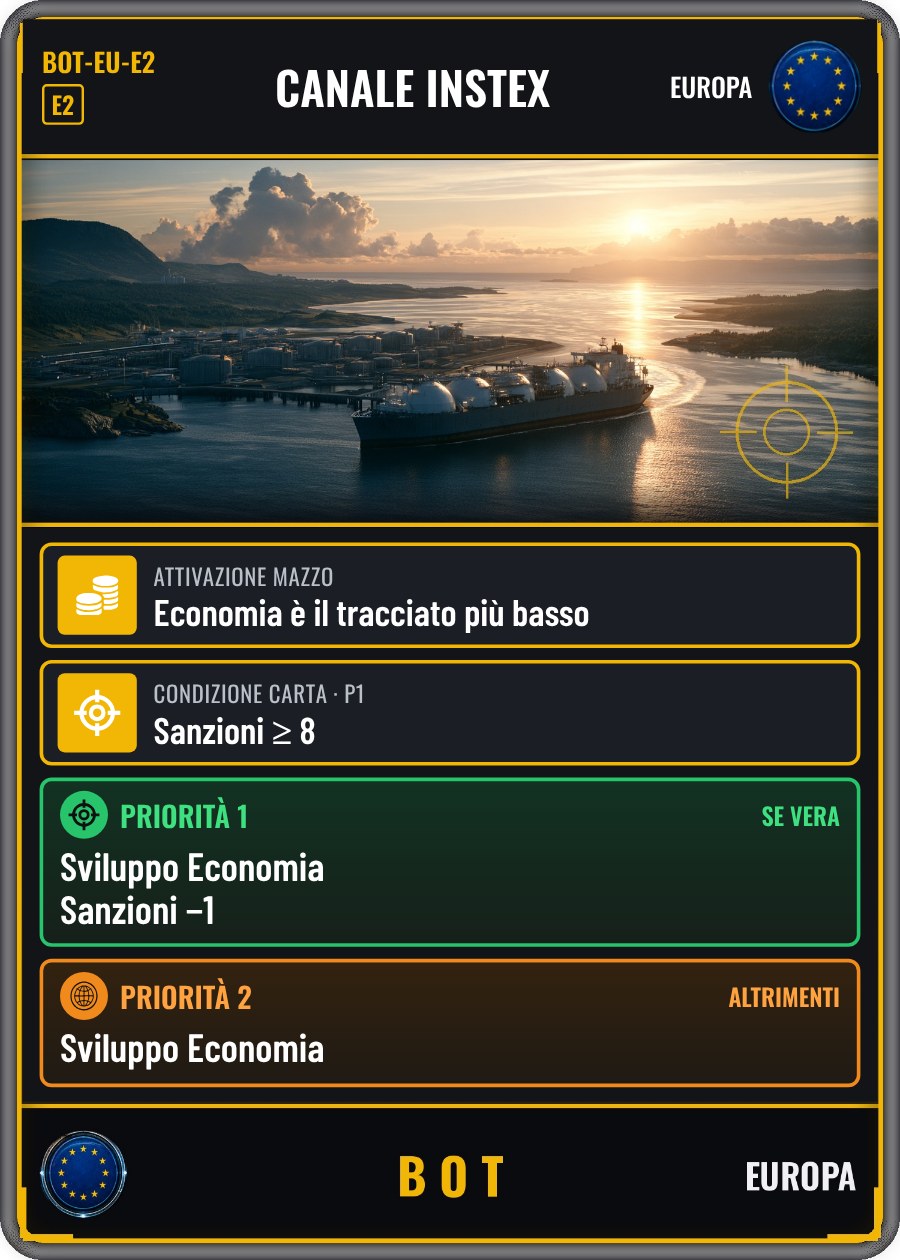 BOT-EU-E2
E2
CANALE INSTEX
EUROPA
ATTIVAZIONE MAZZO
Economia è il tracciato più basso
CONDIZIONE CARTA · P1
Sanzioni ≥ 8
PRIORITÀ 1
SE VERA
Sviluppo Economia
Sanzioni −1
PRIORITÀ 2
ALTRIMENTI
Sviluppo Economia
BOT
EUROPA